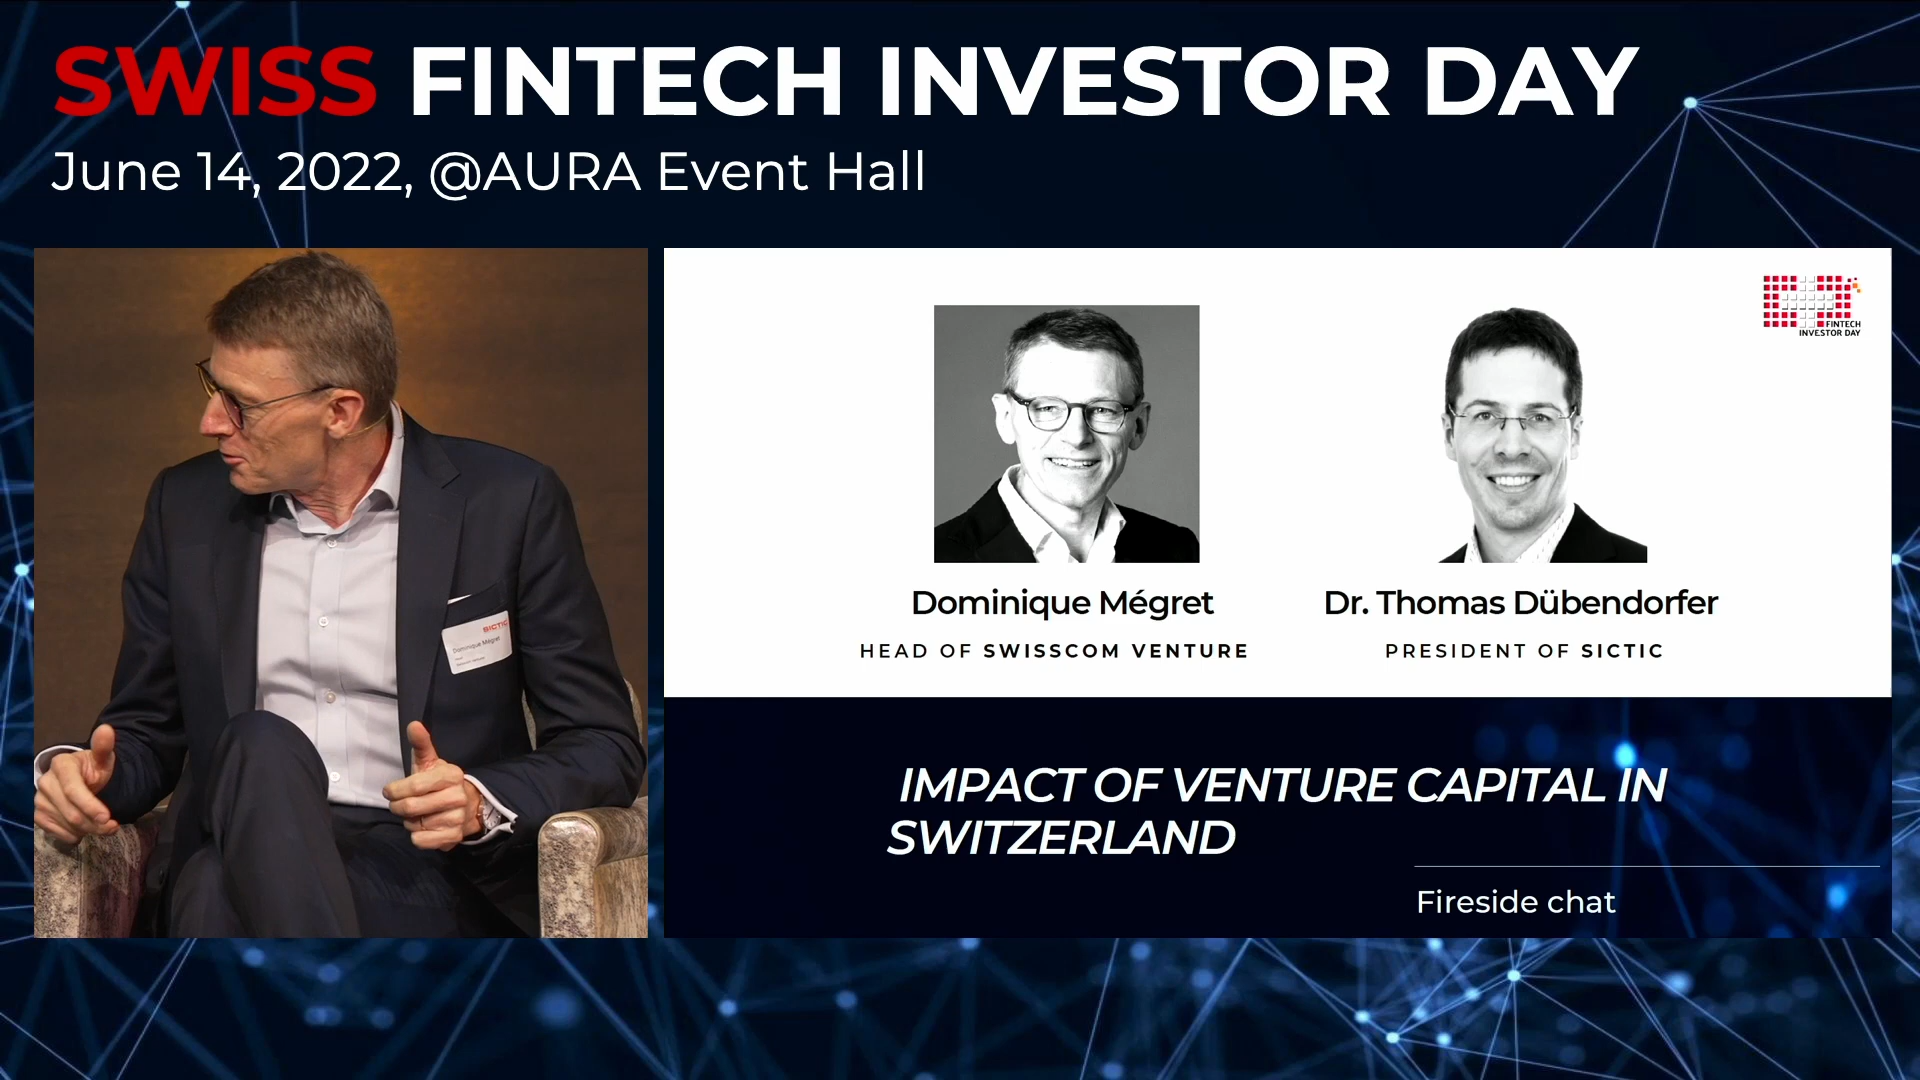 SWISS FINTECH INVESTOR DAY
June 14, 2022, @AURA Event Hall
SICTIC
Dominique Mégret
FINTECH
INVESTOR DAY
Dominique Mégret
HEAD OF SWISSCOM VENTURE
Dr. Thomas Dübendorfer
PRESIDENT OF SICTIC
IMPACT OF VENTURE CAPITAL IN
SWITZERLAND
Fireside chat